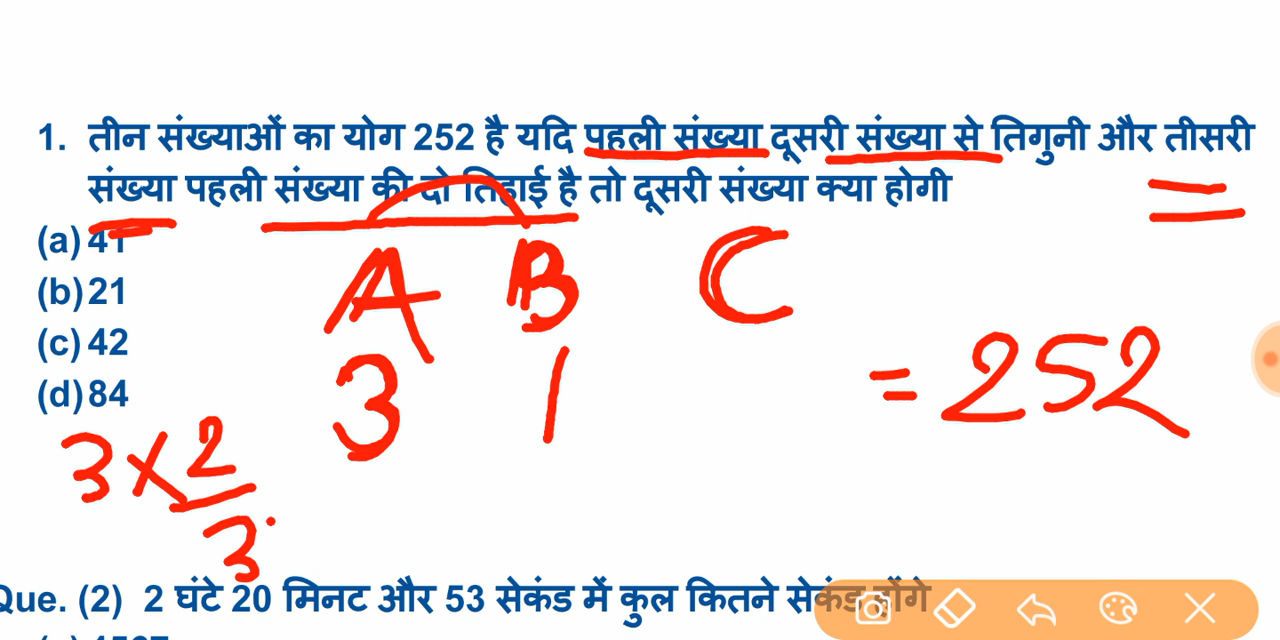 1. तीन संख्याओं का योग 252 है यदि पहली संख्या दूसरी संख्या से तिगुनी और तीसरी
संख्या पहली संख्या की दो तिहाई है तो दूसरी संख्या क्या होगी
(a) 41
A B C
(b) 21
(c) 42
3 1 = 252
(d) 84
3 × 2/3
Que. (2) 2 घंटे 20 मिनट और 53 सेकंड में कुल कितने सेकंड होंगे